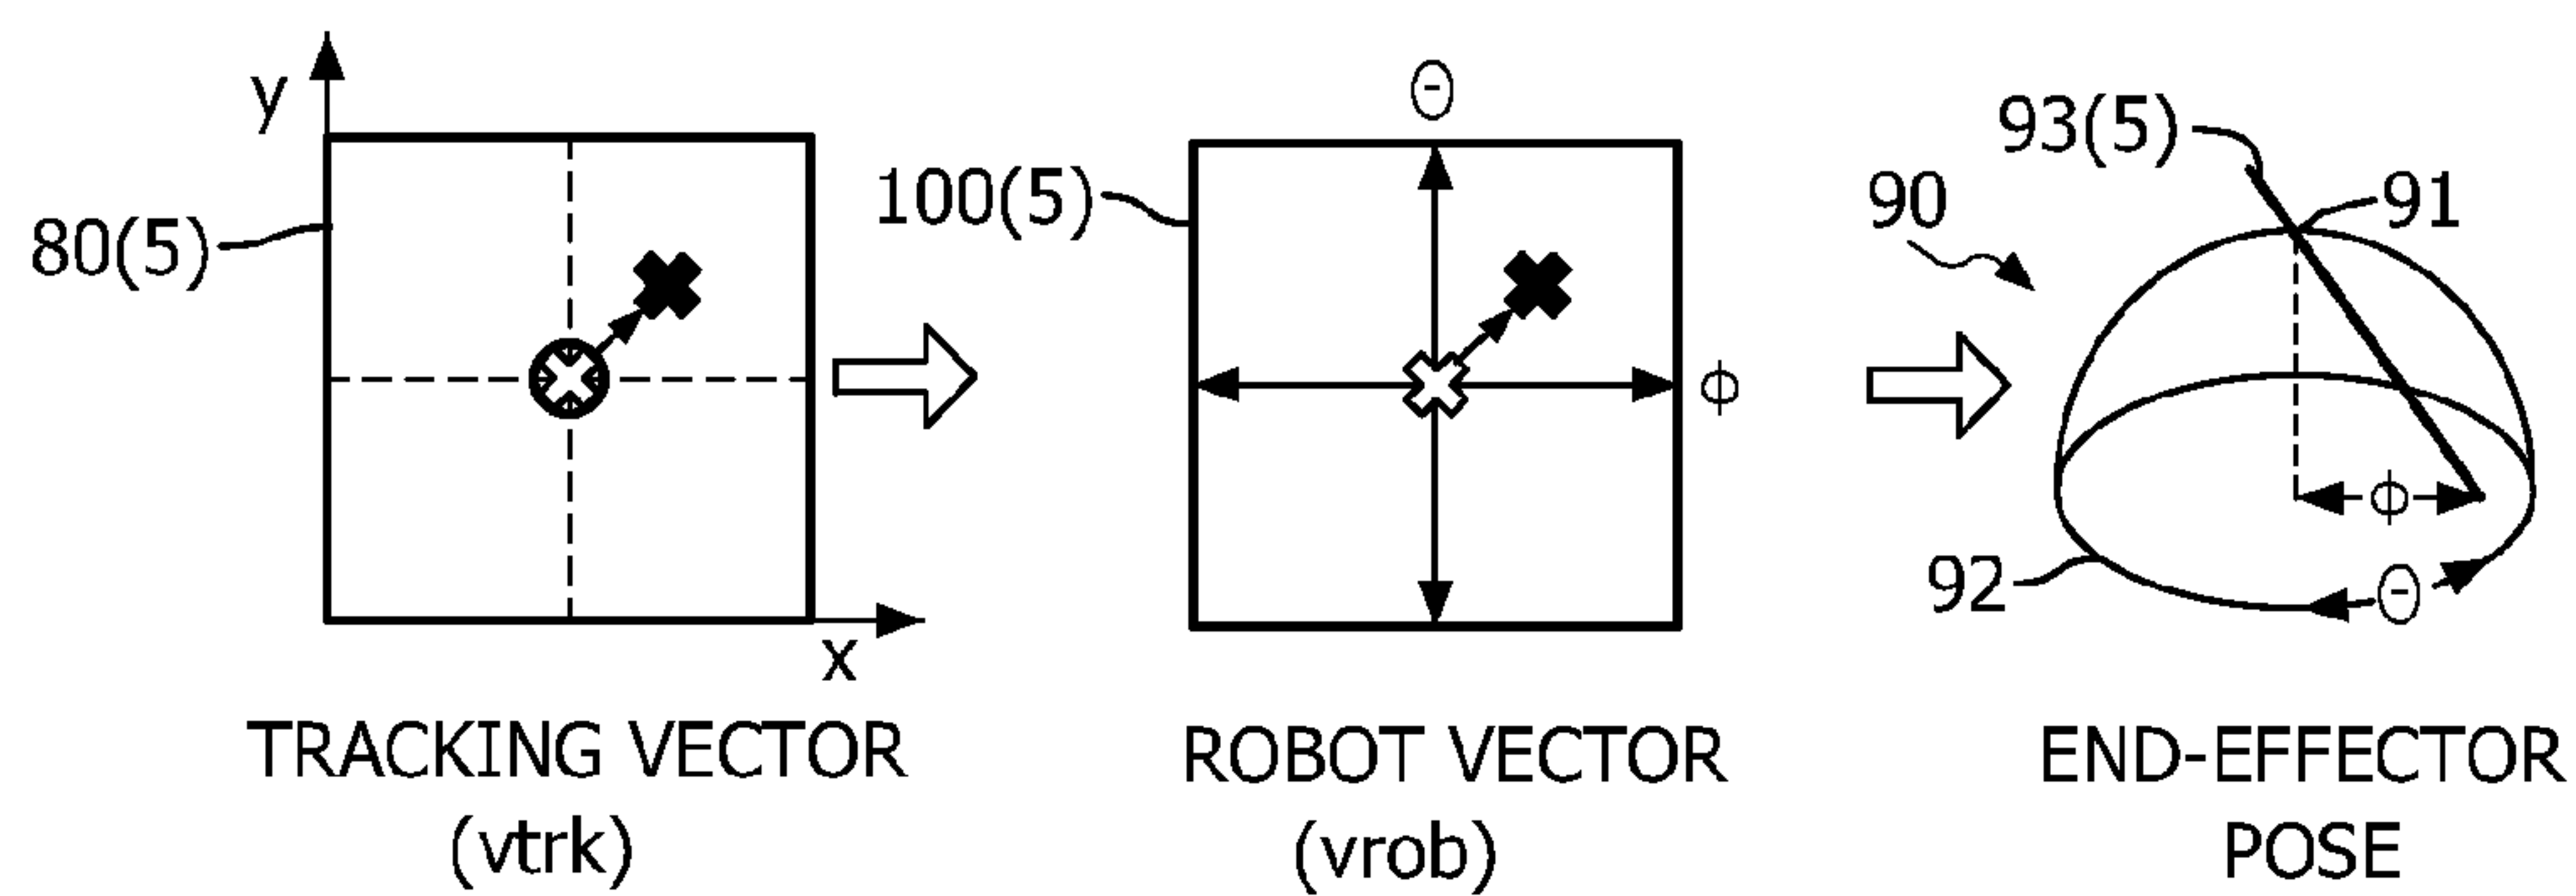 y
80(5)
x
TRACKING VECTOR
(vtrk)
Θ
100(5)
ϕ
ROBOT VECTOR
(vrob)
93(5)
90
91
92
ϕ
Θ
END-EFFECTOR
POSE